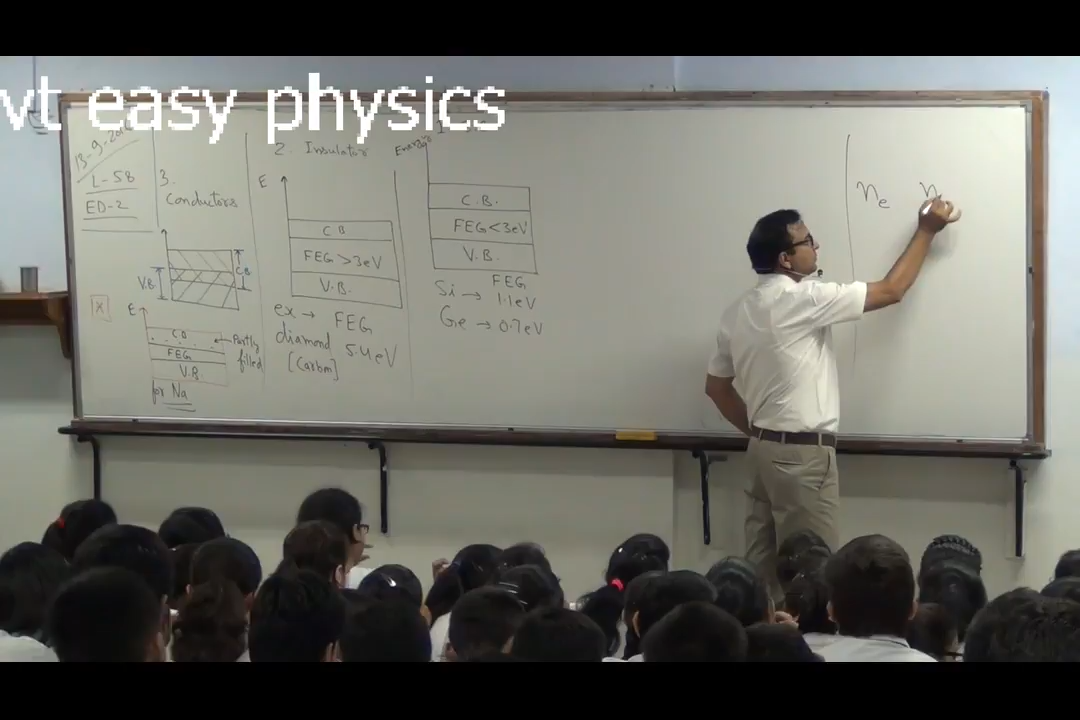 vt easy physics
13-9-20
L-58
ED-2
3.
Conductors
V.B.
C.B.
X
E
C.B.
Partly
filled
FEG
V.B.
for Na
2. Insulator
E
C B
FEG >3eV
V.B.
ex → FEG
diamond 5.4eV
[Carbon]
Energy
C.B.
FEG <3eV
V.B.
FEG
Si → 1.1eV
Ge → 0.7eV
ne n